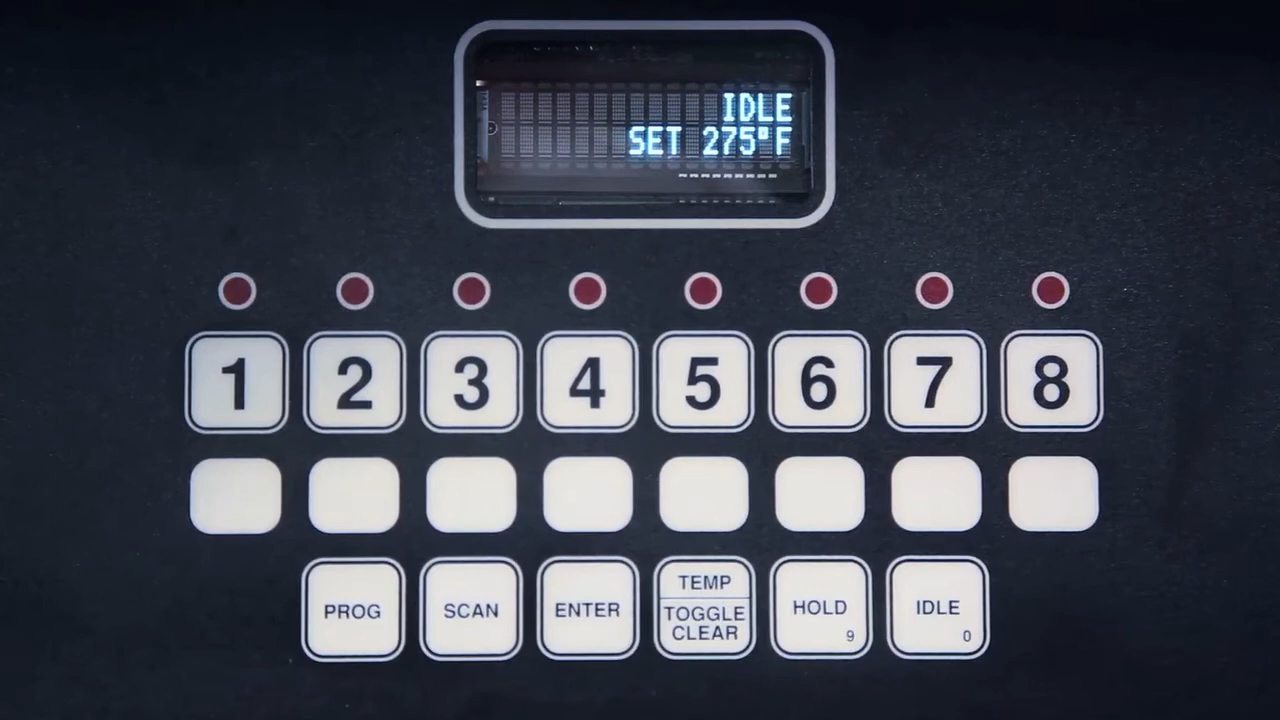 IDLE
SET 275°F
1 2 3 4 5 6 7 8
PROG SCAN ENTER TEMP TOGGLE CLEAR HOLD 9 IDLE 0